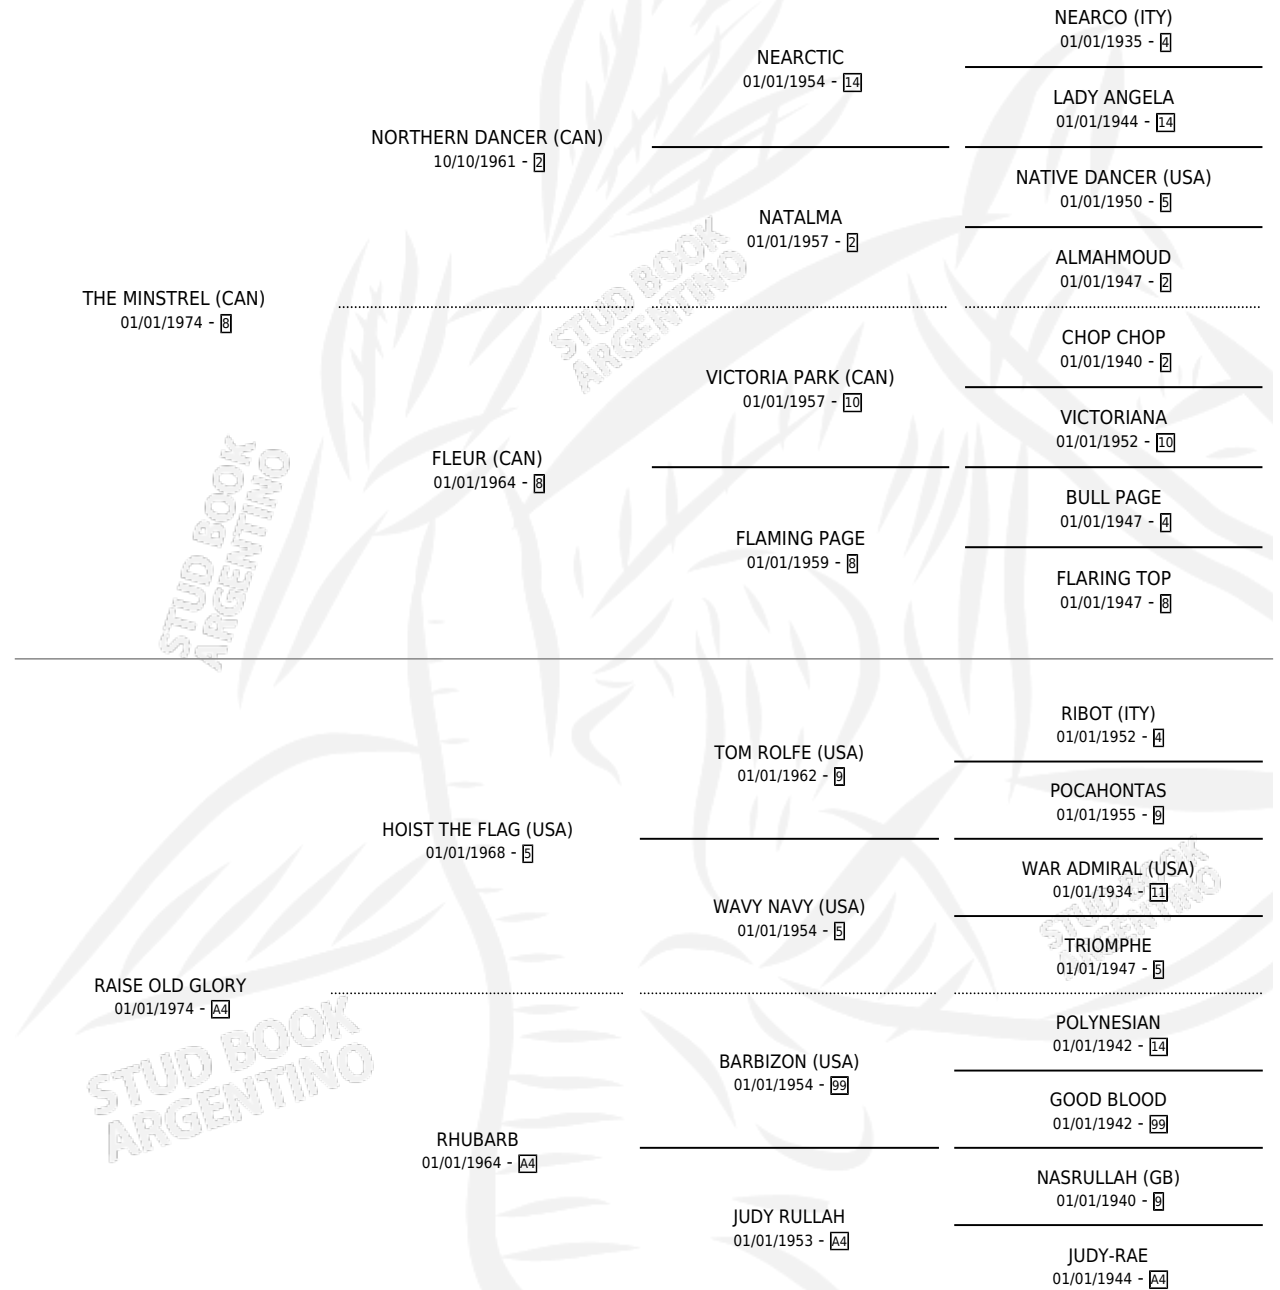 NEARCO (ITY)
01/01/1935 - 4
NEARCTIC
01/01/1954 - 14
LADY ANGELA
01/01/1944 - 14
NORTHERN DANCER (CAN)
10/10/1961 - 2
NATIVE DANCER (USA)
01/01/1950 - 5
NATALMA
01/01/1957 - 2
ALMAHMOUD
01/01/1947 - 2
THE MINSTREL (CAN)
01/01/1974 - 8
CHOP CHOP
01/01/1940 - 2
VICTORIA PARK (CAN)
01/01/1957 - 10
VICTORIANA
01/01/1952 - 10
FLEUR (CAN)
01/01/1964 - 8
BULL PAGE
01/01/1947 - 4
FLAMING PAGE
01/01/1959 - 8
FLARING TOP
01/01/1947 - 8
STUD BOOK
ARGENTINO
STUD BOOK
ARGENTINO
RIBOT (ITY)
01/01/1952 - 4
TOM ROLFE (USA)
01/01/1962 - 9
POCAHONTAS
01/01/1955 - 9
HOIST THE FLAG (USA)
01/01/1968 - 5
WAR ADMIRAL (USA)
01/01/1934 - 11
WAVY NAVY (USA)
01/01/1954 - 5
TRIOMPHE
01/01/1947 - 5
RAISE OLD GLORY
01/01/1974 - A4
POLYNESIAN
01/01/1942 - 14
BARBIZON (USA)
01/01/1954 - 99
GOOD BLOOD
01/01/1942 - 99
RHUBARB
01/01/1964 - A4
NASRULLAH (GB)
01/01/1940 - 9
JUDY RULLAH
01/01/1953 - A4
JUDY-RAE
01/01/1944 - A4
STUD BOOK
ARGENTINO
STUD BOOK
ARGENTINO